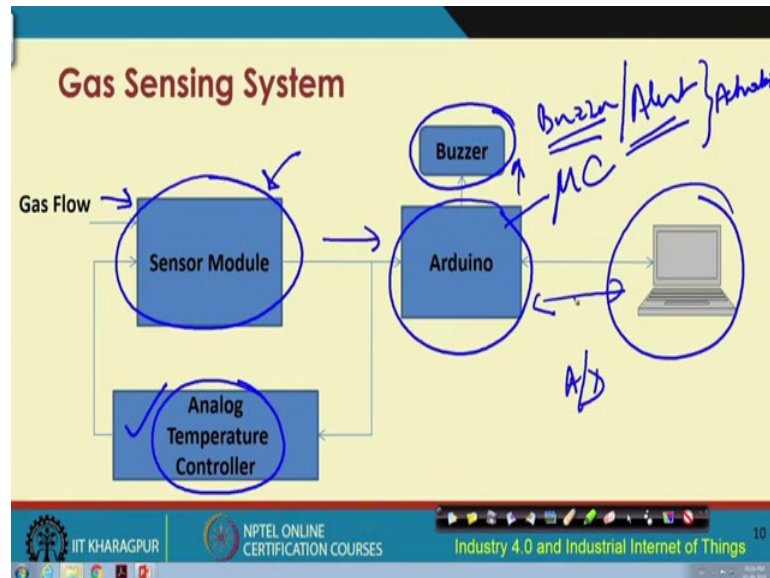 Gas Sensing System
Buzzer / Alert
Buzzer
MC
Gas Flow
Sensor Module
Arduino
A/D
Analog
Temperature
Controller
10
IIT KHARAGPUR
NPTEL ONLINE
CERTIFICATION COURSES
Industry 4.0 and Industrial Internet of Things